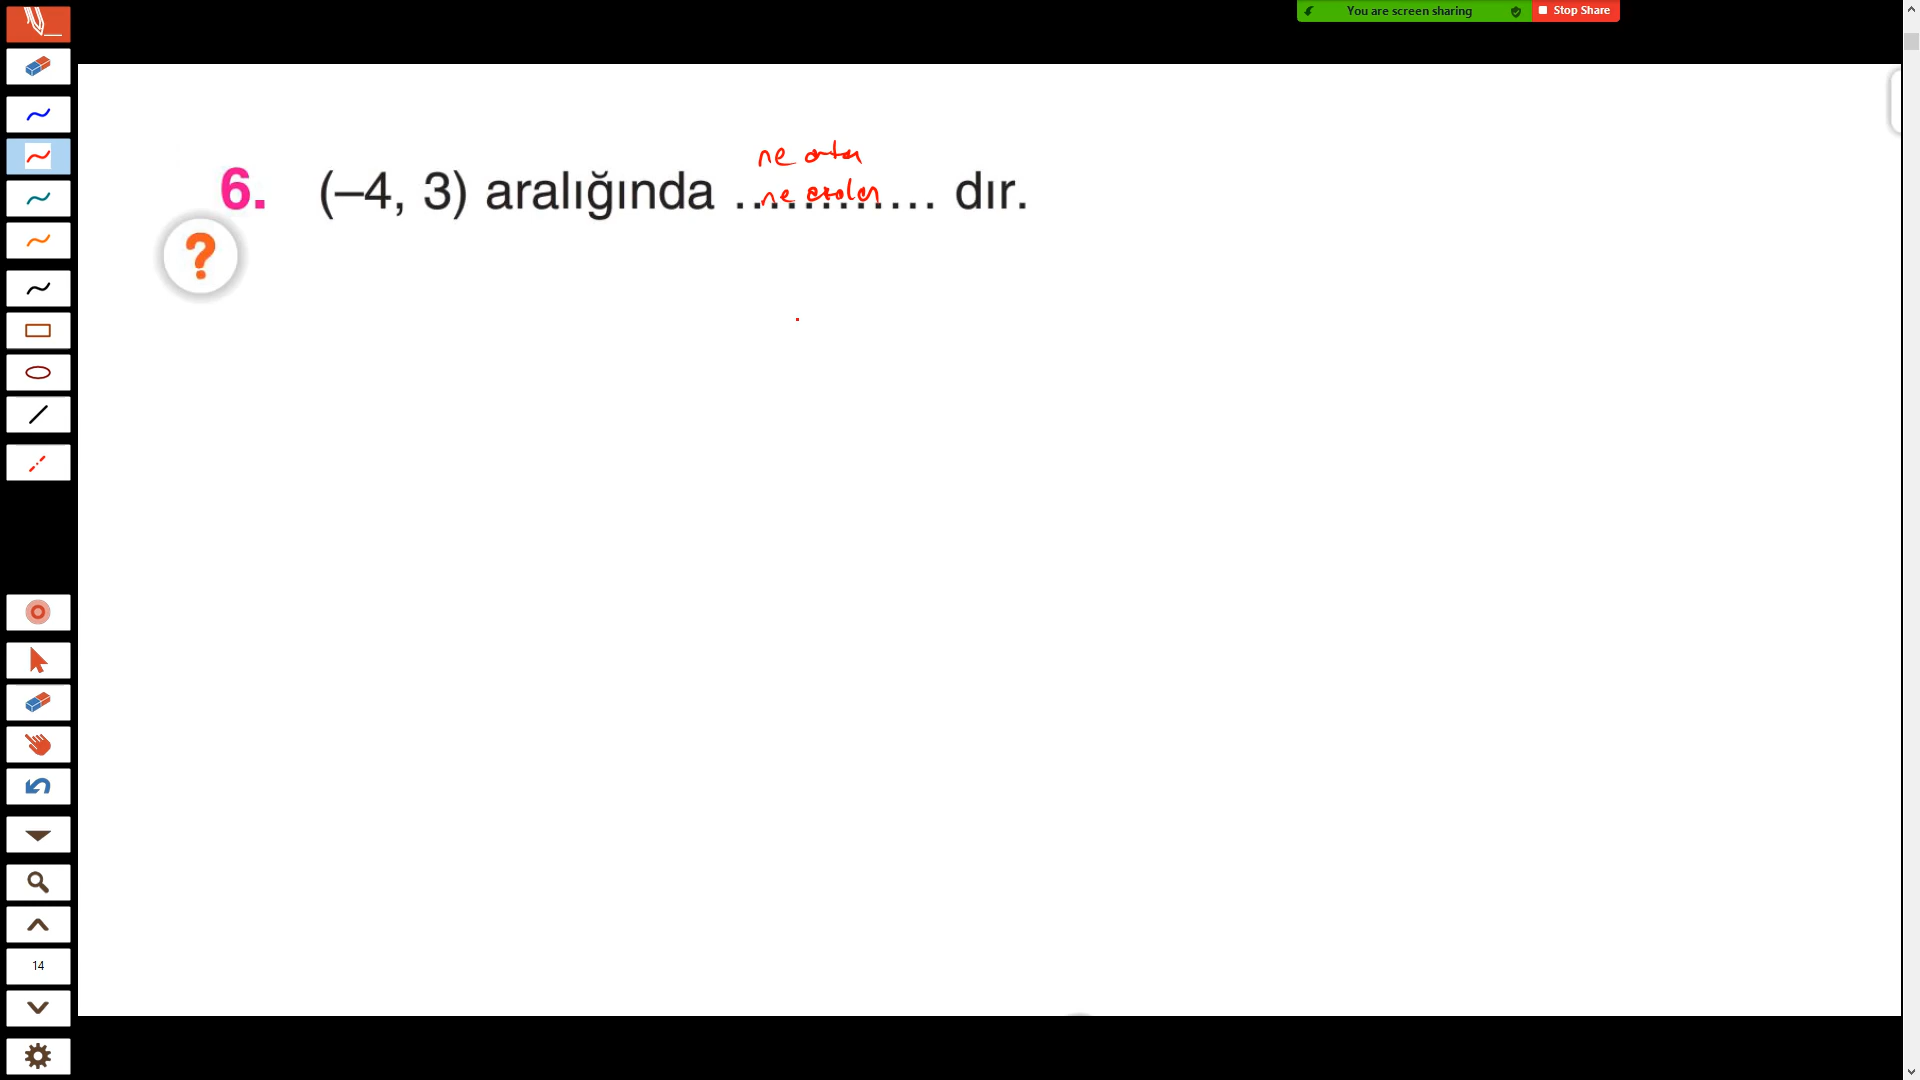 You are screen sharing Stop Share
ne artan
6. (–4, 3) aralığında ............ dır.
ne azalan
?
14